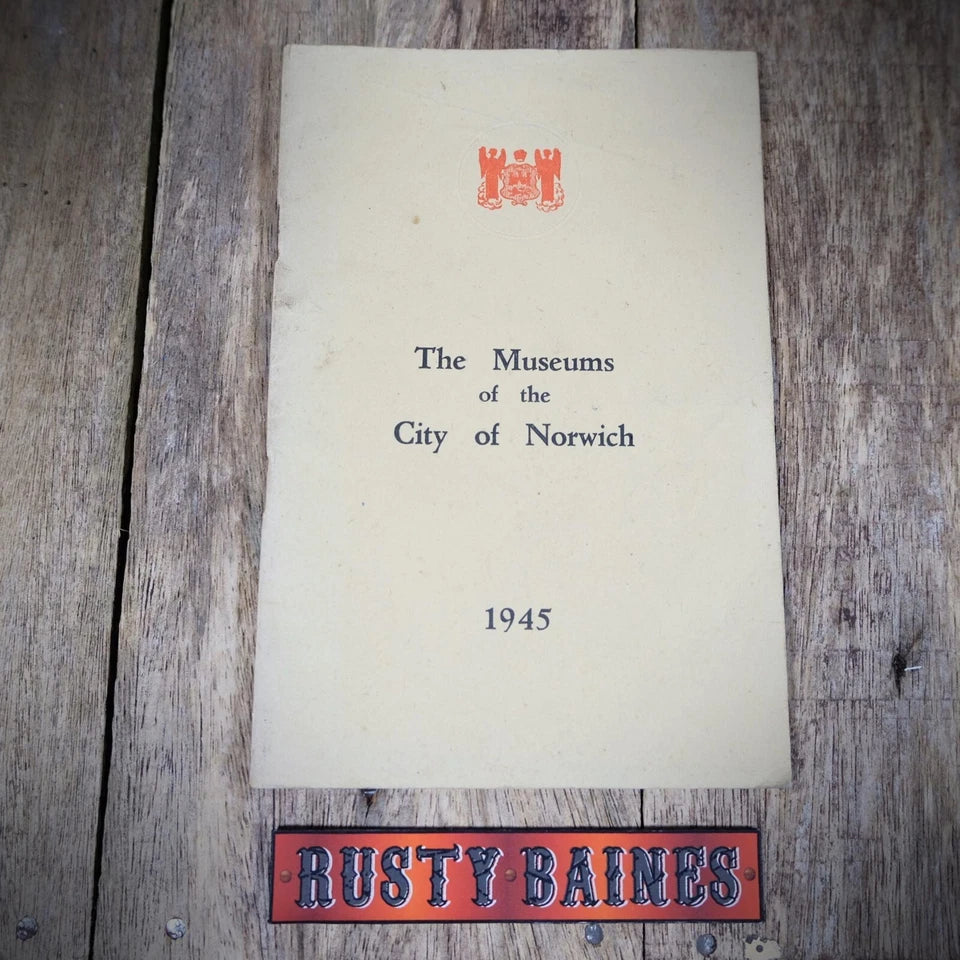 The Museums
of the
City of Norwich
1945
RUSTY BAINES